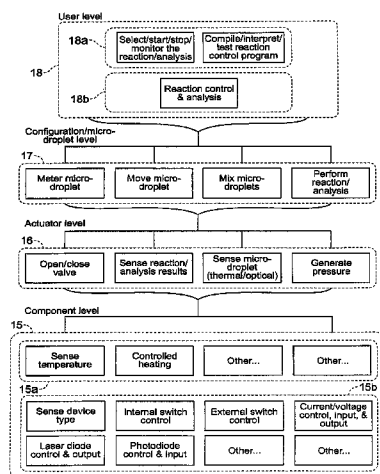 User level
18a
Select/start/stop/
monitor the
reaction/analysis
Compile/interpret/
test reaction
control program
18
18b
Reaction control
& analysis
Configuration/micro-
droplet level
17
Meter micro-
droplet
Move micro-
droplet
Mix micro-
droplets
Perform reaction/
analysis
Actuator level
16
Open/close
valve
Sense reaction/
analysis results
Sense micro-
droplet
(thermal/optical)
Generate
pressure
Component level
15
Sense
temperature
Controlled
heating
Other...
Other...
15a
15b
Sense device
type
Internal switch
control
External switch
control
Current/voltage
control, input, &
output
Laser diode
control & output
Photodiode
control & input
Other...
Other...